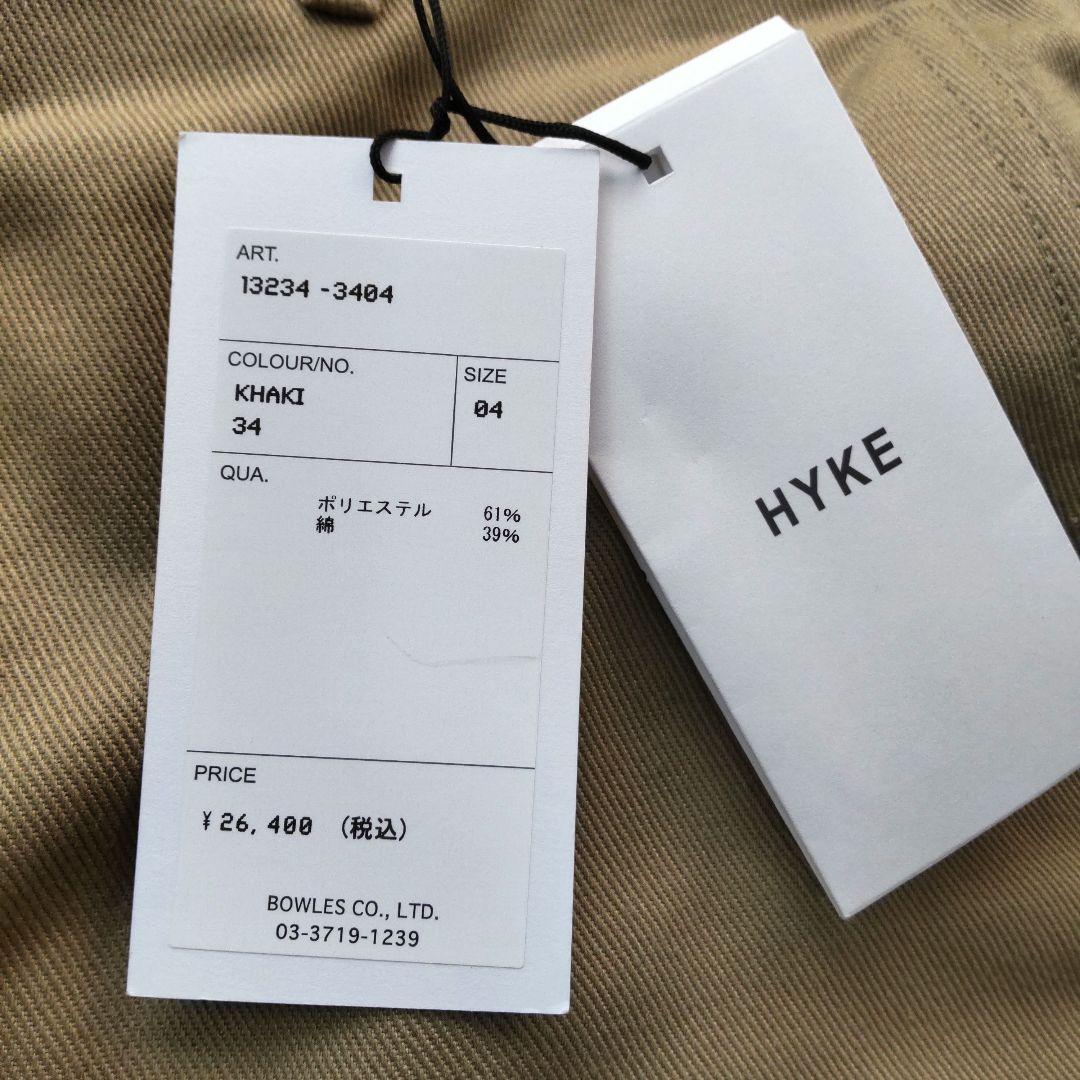 ART.
13234 -3404
COLOUR/NO.
KHAKI
34
SIZE
04
QUA.
ポリエステル 61%
綿 39%
PRICE
¥26,400 (税込)
BOWLES CO., LTD.
03-3719-1239
HYKE